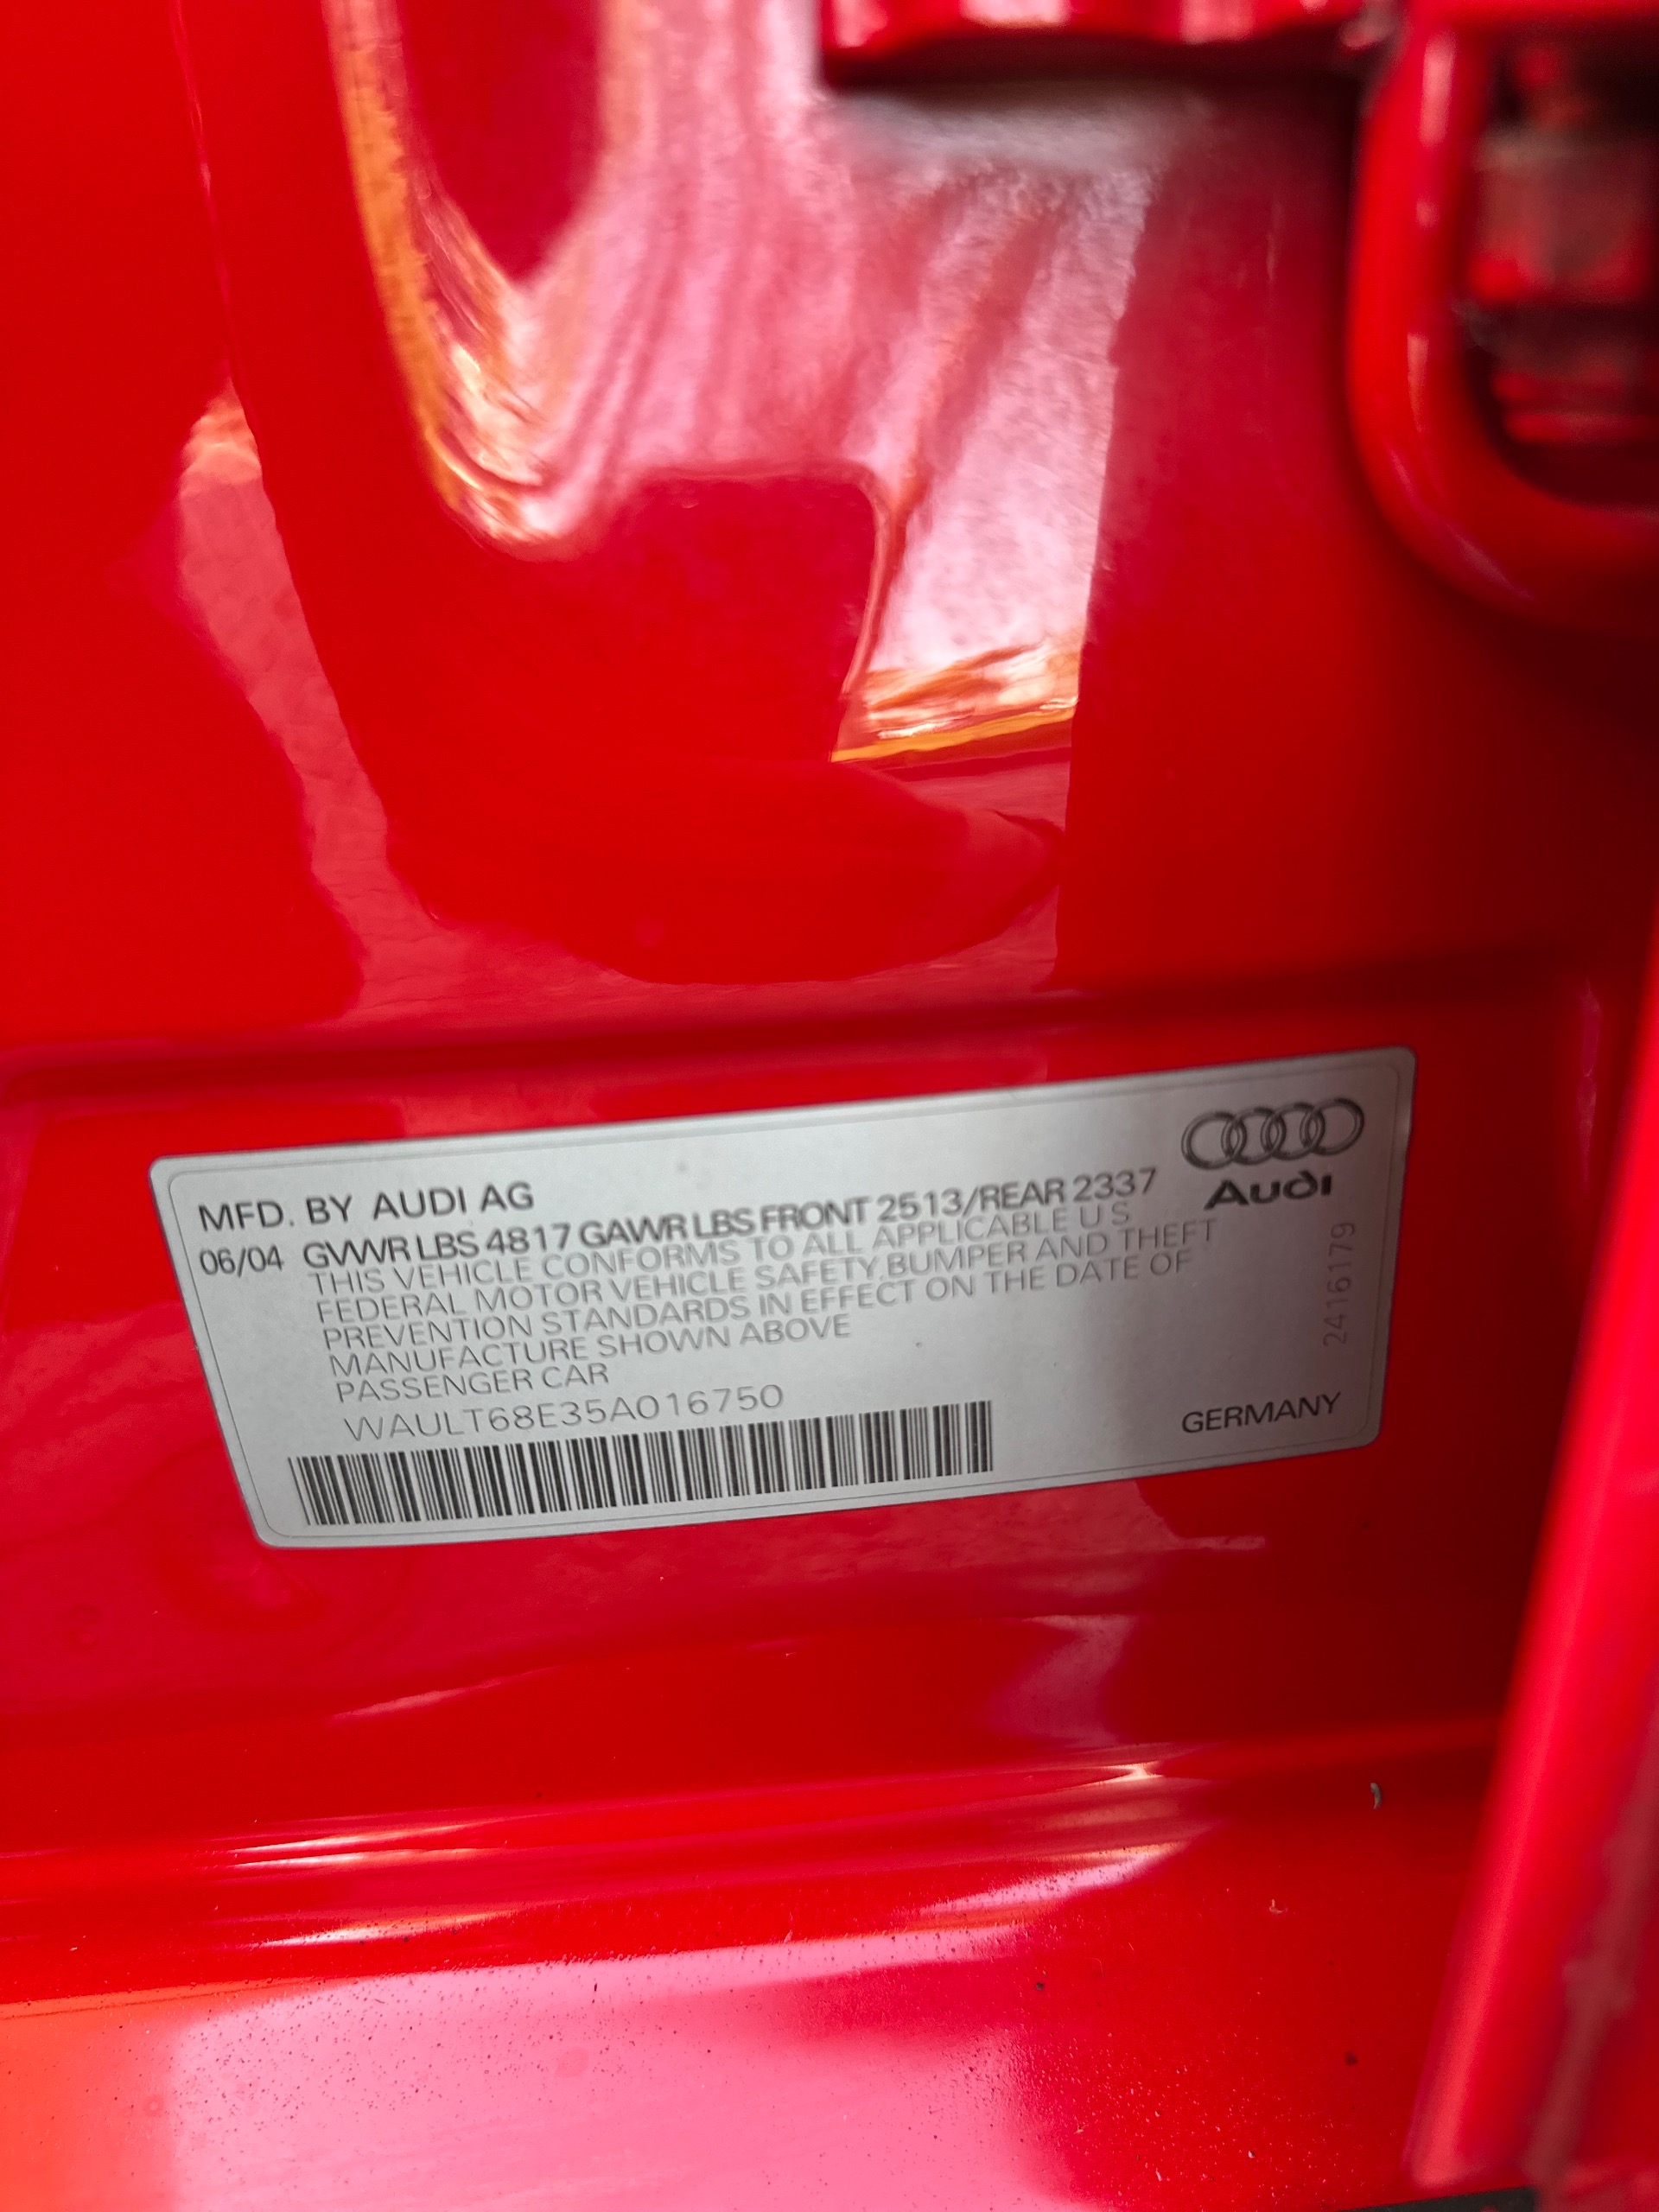 MFD. BY AUDI AG
06/04 GVWR LBS 4817 GAWR LBS FRONT 2513/REAR 2337
THIS VEHICLE CONFORMS TO ALL APPLICABLE U S
FEDERAL MOTOR VEHICLE SAFETY, BUMPER AND THEFT
PREVENTION STANDARDS IN EFFECT ON THE DATE OF
MANUFACTURE SHOWN ABOVE
PASSENGER CAR
WAULT68E35A016750
Audi
2416179
GERMANY